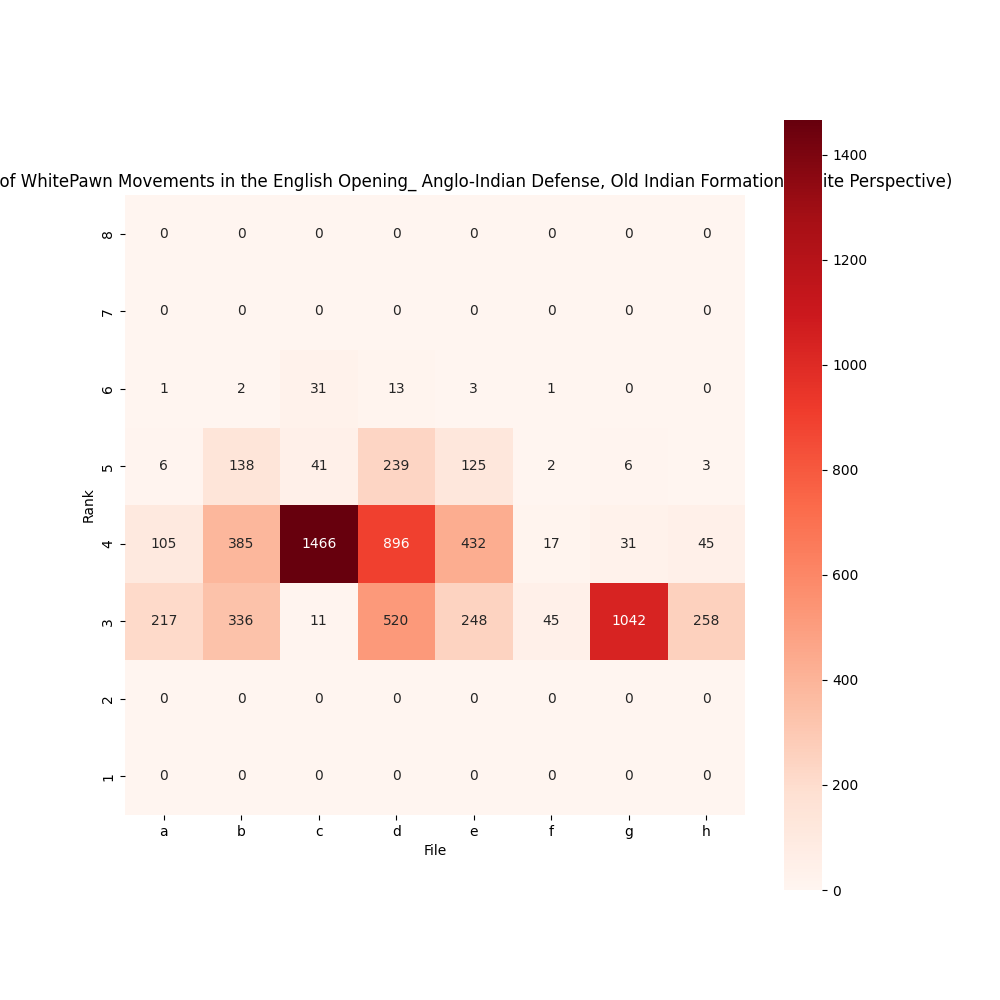 of WhitePawn Movements in the English Opening_ Anglo-Indian Defense, Old Indian Formation ite Perspective)
1400
1200
1000
800
600
400
200
0
8 0 0 0 0 0 0 0 0
7 0 0 0 0 0 0 0 0
6 1 2 31 13 3 1 0 0
5 6 138 41 239 125 2 6 3
Rank
4 105 385 1466 896 432 17 31 45
3 217 336 11 520 248 45 1042 258
2 0 0 0 0 0 0 0 0
1 0 0 0 0 0 0 0 0
a b c d e f g h
File